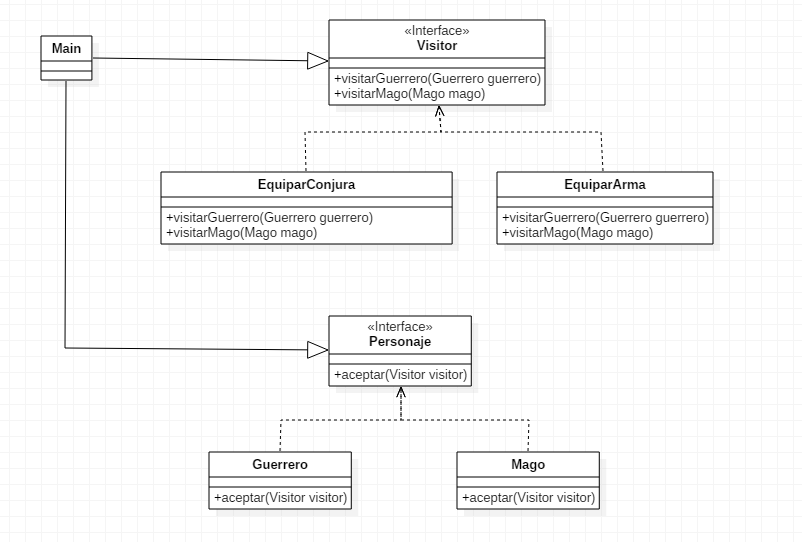 Main
«Interface»
Visitor
+visitarGuerrero(Guerrero guerrero)
+visitarMago(Mago mago)
EquiparConjura
+visitarGuerrero(Guerrero guerrero)
+visitarMago(Mago mago)
EquiparArma
+visitarGuerrero(Guerrero guerrero)
+visitarMago(Mago mago)
«Interface»
Personaje
+aceptar(Visitor visitor)
Guerrero
+aceptar(Visitor visitor)
Mago
+aceptar(Visitor visitor)